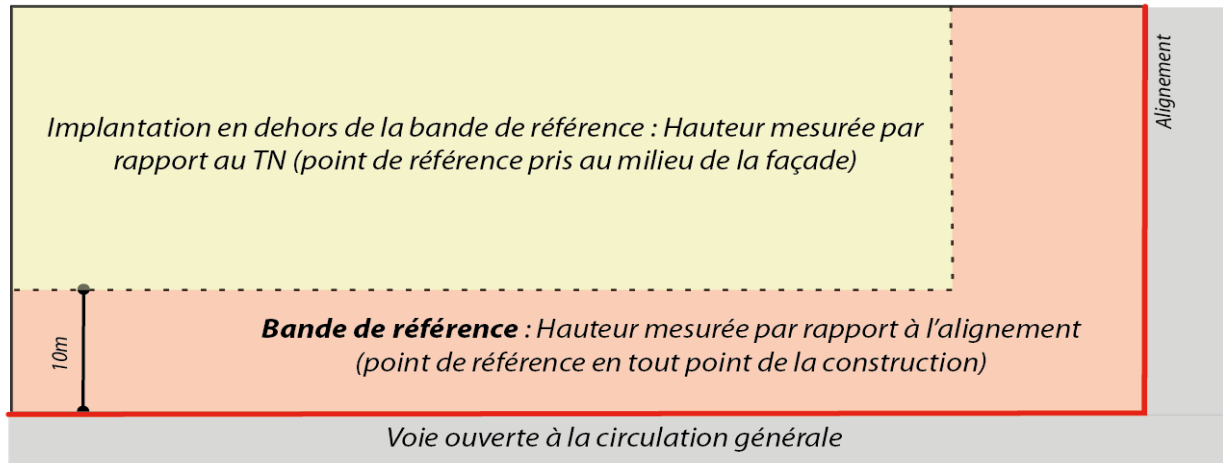 Implantation en dehors de la bande de référence : Hauteur mesurée par
rapport au TN (point de référence pris au milieu de la façade)
Alignement
10m
Bande de référence : Hauteur mesurée par rapport à l'alignement
(point de référence en tout point de la construction)
Voie ouverte à la circulation générale